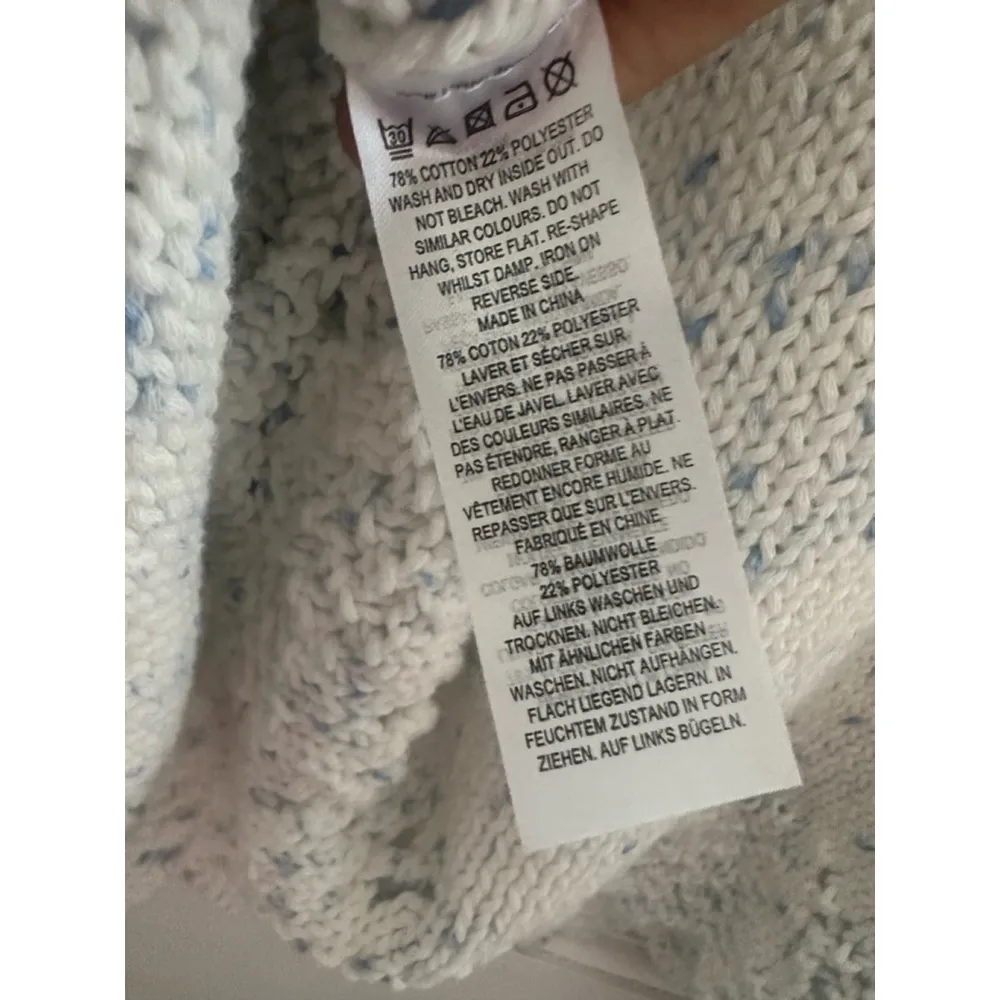 30
78% COTTON 22% POLYESTER
WASH AND DRY INSIDE OUT. DO
NOT BLEACH. WASH WITH
SIMILAR COLOURS. DO NOT
HANG, STORE FLAT. RE-SHAPE
WHILST DAMP. IRON ON
REVERSE SIDE.
MADE IN CHINA
78% COTON 22% POLYESTER
LAVER ET SÉCHER SUR
L'ENVERS. NE PAS PASSER À
L'EAU DE JAVEL. LAVER AVEC
DES COULEURS SIMILAIRES. NE
PAS ÉTENDRE, RANGER À PLAT.
REDONNER FORME AU
VÊTEMENT ENCORE HUMIDE. NE
REPASSER QUE SUR L'ENVERS.
FABRIQUÉ EN CHINE
78% BAUMWOLLE
22% POLYESTER
AUF LINKS WASCHEN UND
TROCKNEN. NICHT BLEICHEN.
MIT ÄHNLICHEN FARBEN
WASCHEN. NICHT AUFHÄNGEN.
FLACH LIEGEND LAGERN. IN
FEUCHTEM ZUSTAND IN FORM
ZIEHEN. AUF LINKS BÜGELN.